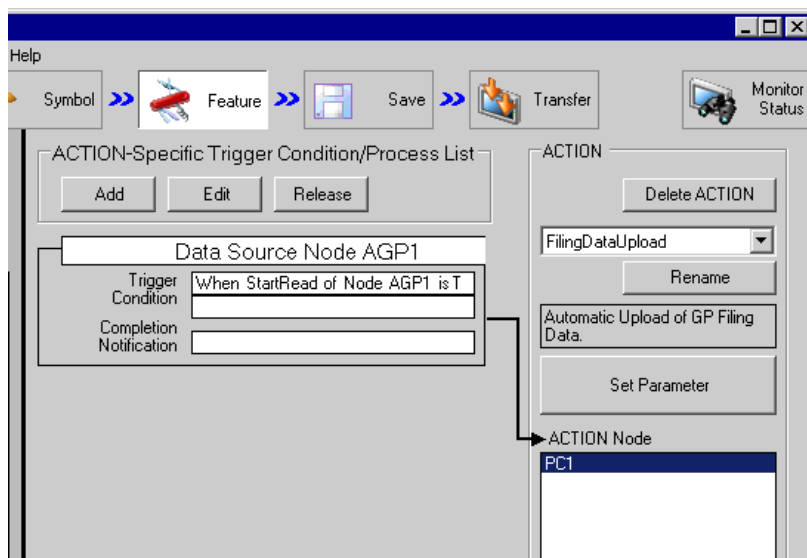 Help
Symbol
Feature
Save
Transfer
Monitor
Status
ACTION-Specific Trigger Condition/Process List
Add
Edit
Release
Data Source Node AGP1
Trigger
Condition
When StartRead of Node AGP1 is T
Completion
Notification
ACTION
Delete ACTION
FilingDataUpload
Rename
Automatic Upload of GP Filing
Data.
Set Parameter
ACTION Node
PC1